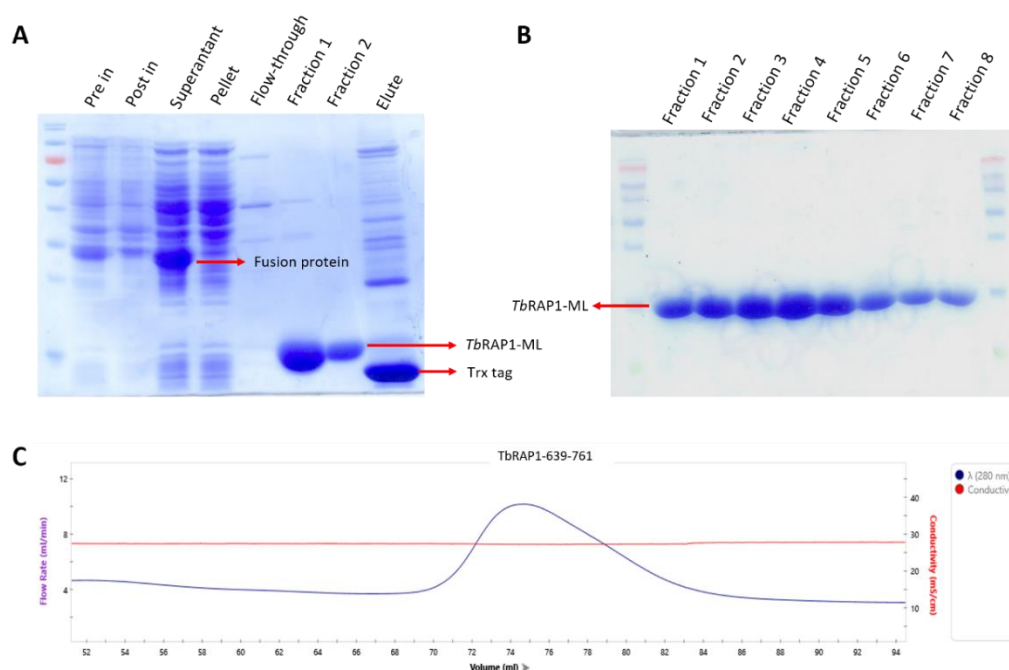 A
Pre in
Post in
Superantant
Pellet
Flow-through
Fraction 1
Fraction 2
Elute
Fusion protein
TbRAP1-ML
Trx tag
B
Fraction 1
Fraction 2
Fraction 3
Fraction 4
Fraction 5
Fraction 6
Fraction 7
Fraction 8
TbRAP1-ML
C
TbRAP1-639-761
Flow Rate (ml/min)
12
8
4
40
30
20
10
Conductivity (mS/cm)
λ (280 nm)
Conductivi
52 54 56 58 60 62 64 66 68 70 72 74 76 78 80 82 84 86 88 90 92 94
Volume (ml)